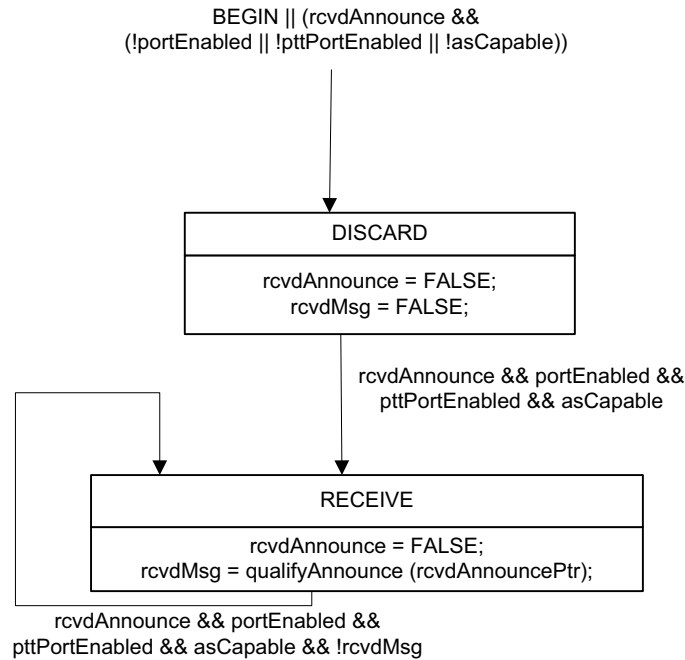 BEGIN || (rcvdAnnounce &&
(!portEnabled || !pttPortEnabled || !asCapable))
DISCARD
rcvdAnnounce = FALSE;
rcvdMsg = FALSE;
rcvdAnnounce && portEnabled &&
pttPortEnabled && asCapable
RECEIVE
rcvdAnnounce = FALSE;
rcvdMsg = qualifyAnnounce (rcvdAnnouncePtr);
rcvdAnnounce && portEnabled &&
pttPortEnabled && asCapable && !rcvdMsg